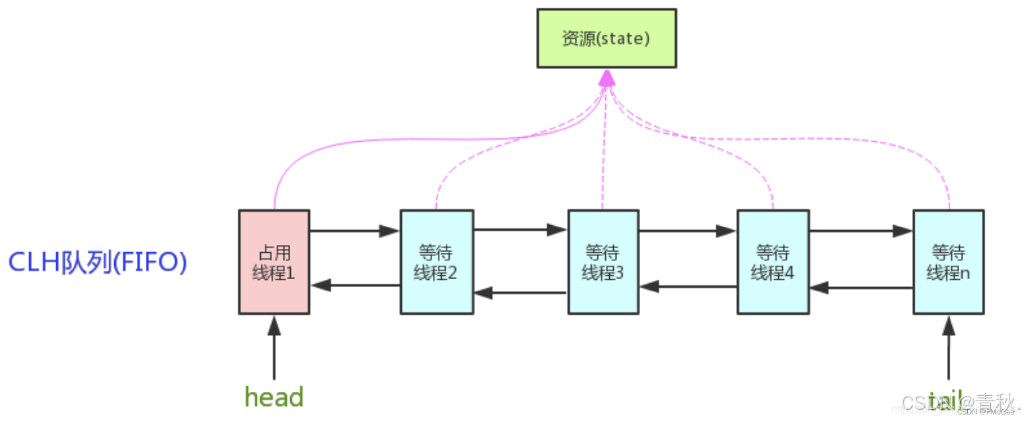 资源(state)
CLH队列(FIFO)
占用
线程1
等待
线程2
等待
线程3
等待
线程4
等待
线程n
head
tail
CSDN @青秋